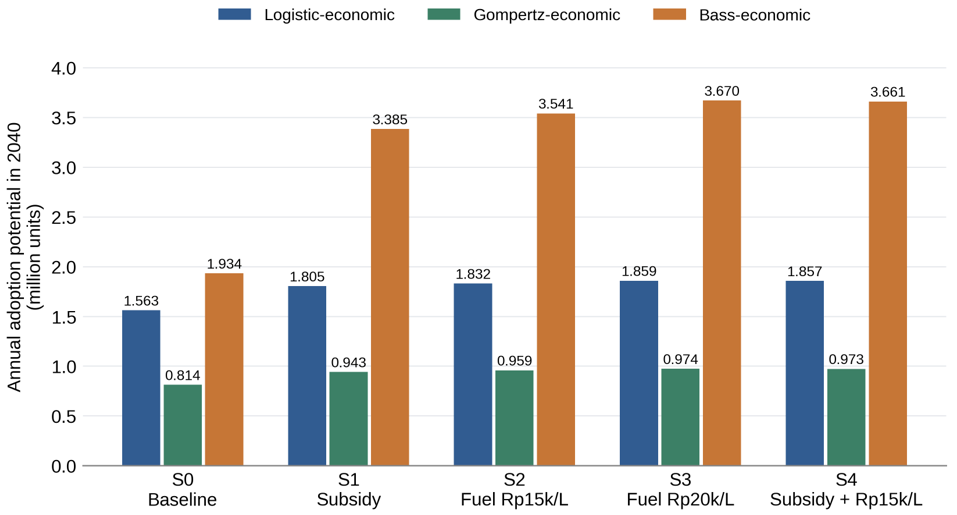 Logistic-economic Gompertz-economic Bass-economic
Annual adoption potential in 2040
(million units)
4.0
3.5
3.0
2.5
2.0
1.5
1.0
0.5
0.0
1.563 0.814 1.934
1.805 0.943 3.385
1.832 0.959 3.541
1.859 0.974 3.670
1.857 0.973 3.661
S0 S1 S2 S3 S4
Baseline Subsidy Fuel Rp15k/L Fuel Rp20k/L Subsidy + Rp15k/L